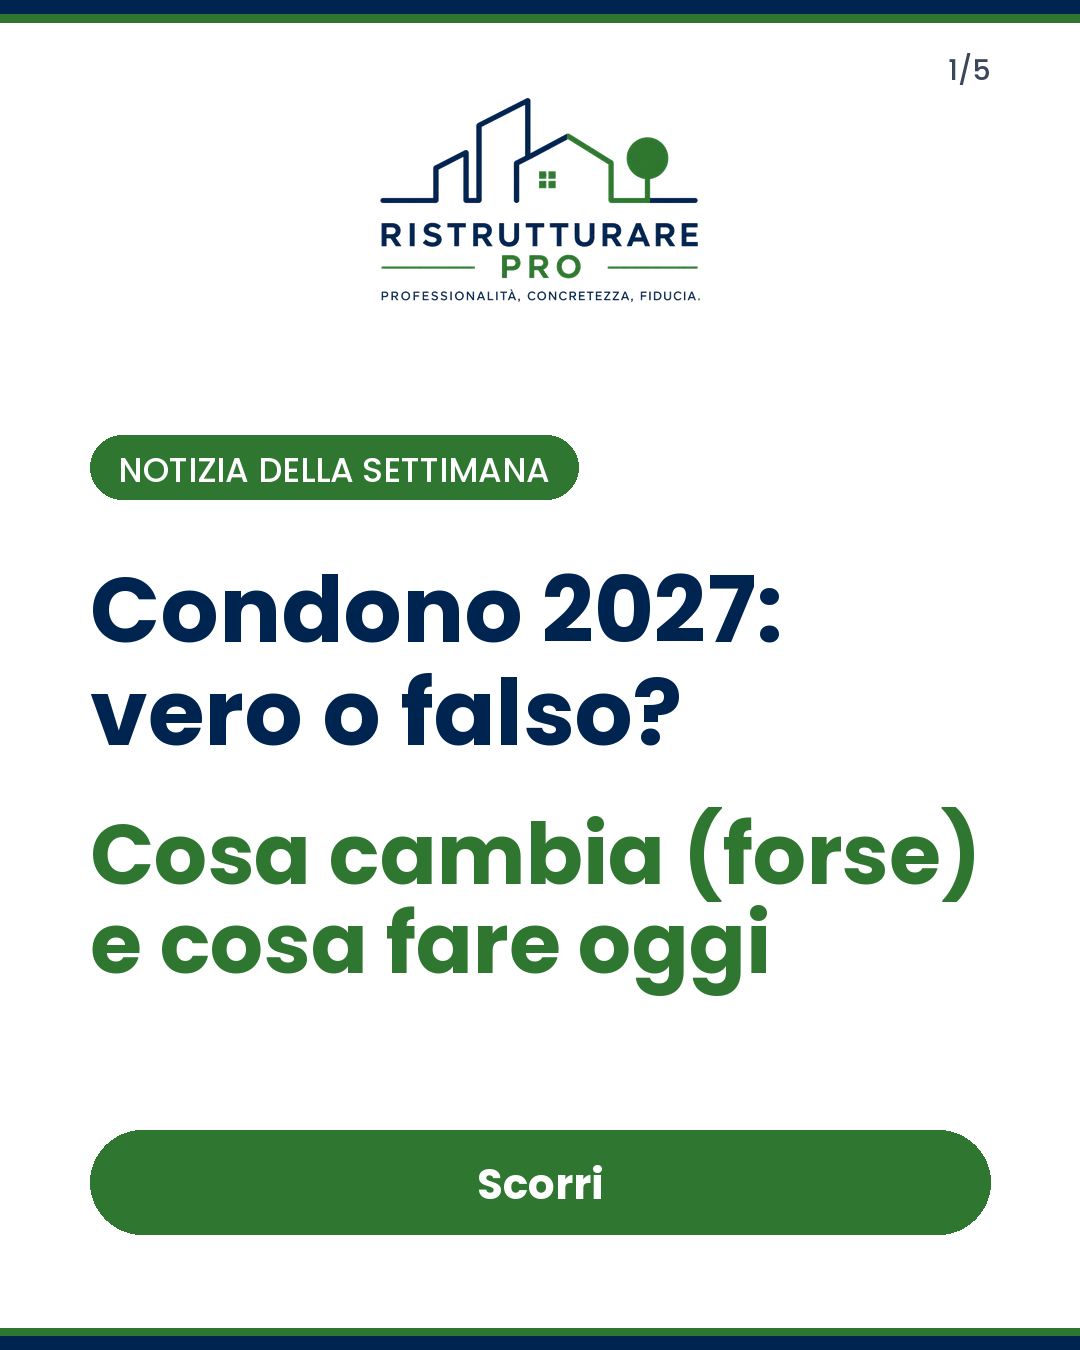 1/5
RISTRUTTURARE
PRO
PROFESSIONALITÀ, CONCRETEZZA, FIDUCIA.
NOTIZIA DELLA SETTIMANA
Condono 2027:
vero o falso?
Cosa cambia (forse)
e cosa fare oggi
Scorri